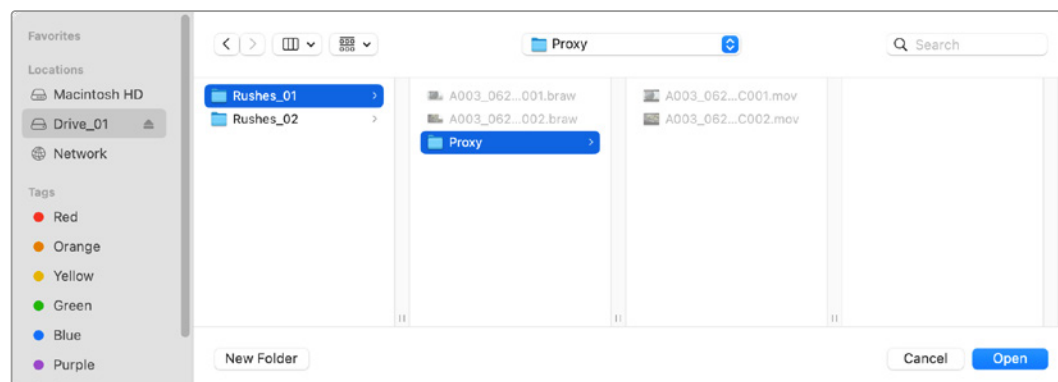 Favorites
Locations
Macintosh HD
Drive_01
Network
Tags
Red
Orange
Yellow
Green
Blue
Purple
Proxy
Search
Rushes_01
Rushes_02
A003_062...001.braw
A003_062...002.braw
Proxy
A003_062...C001.mov
A003_062...C002.mov
New Folder
Cancel
Open